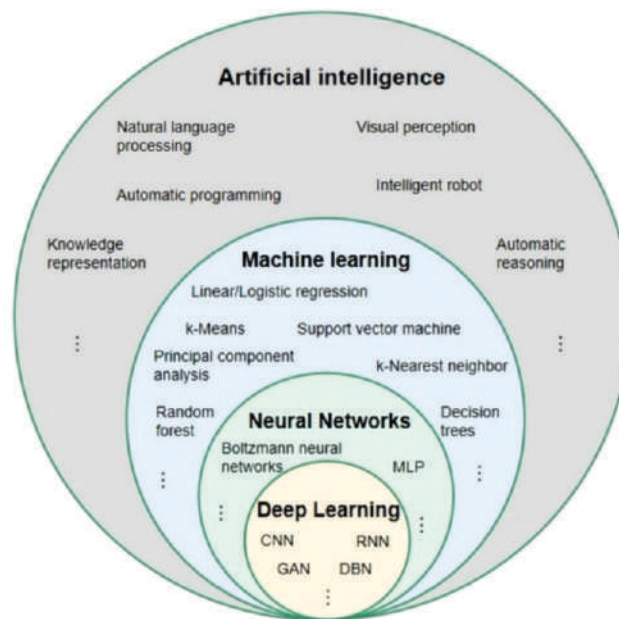 Artificial intelligence
Natural language
processing
Visual perception
Automatic programming
Intelligent robot
Knowledge
representation
Automatic
reasoning
Machine learning
Linear/Logistic regression
k-Means
Support vector machine
Principal component
analysis
k-Nearest neighbor
Random
forest
Decision
trees
Neural Networks
Boltzmann neural
networks
MLP
Deep Learning
CNN
RNN
GAN
DBN